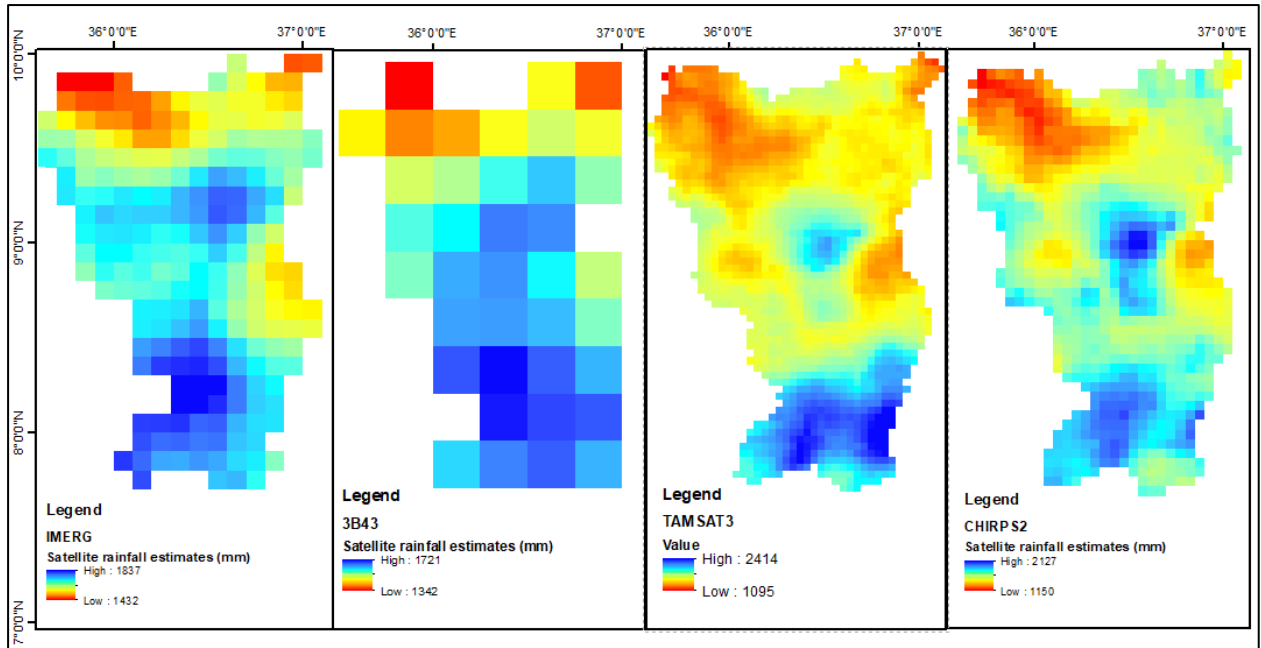 36°0'0"E 37°0'0"E 36°0'0"E 37°0'0"E 36°0'0"E 37°0'0"E 36°0'0"E 37°0'0"E
10°0'0"N
9°0'0"N
8°0'0"N
7°0'0"N
Legend
IMERG
Satellite rainfall estimates (mm)
High : 1837
Low : 1432
Legend
3B43
Satellite rainfall estimates (mm)
High : 1721
Low : 1342
Legend
TAMSAT3
Value
High : 2414
Low : 1095
Legend
CHIRPS2
Satellite rainfall estimates (mm)
High : 2127
Low : 1150